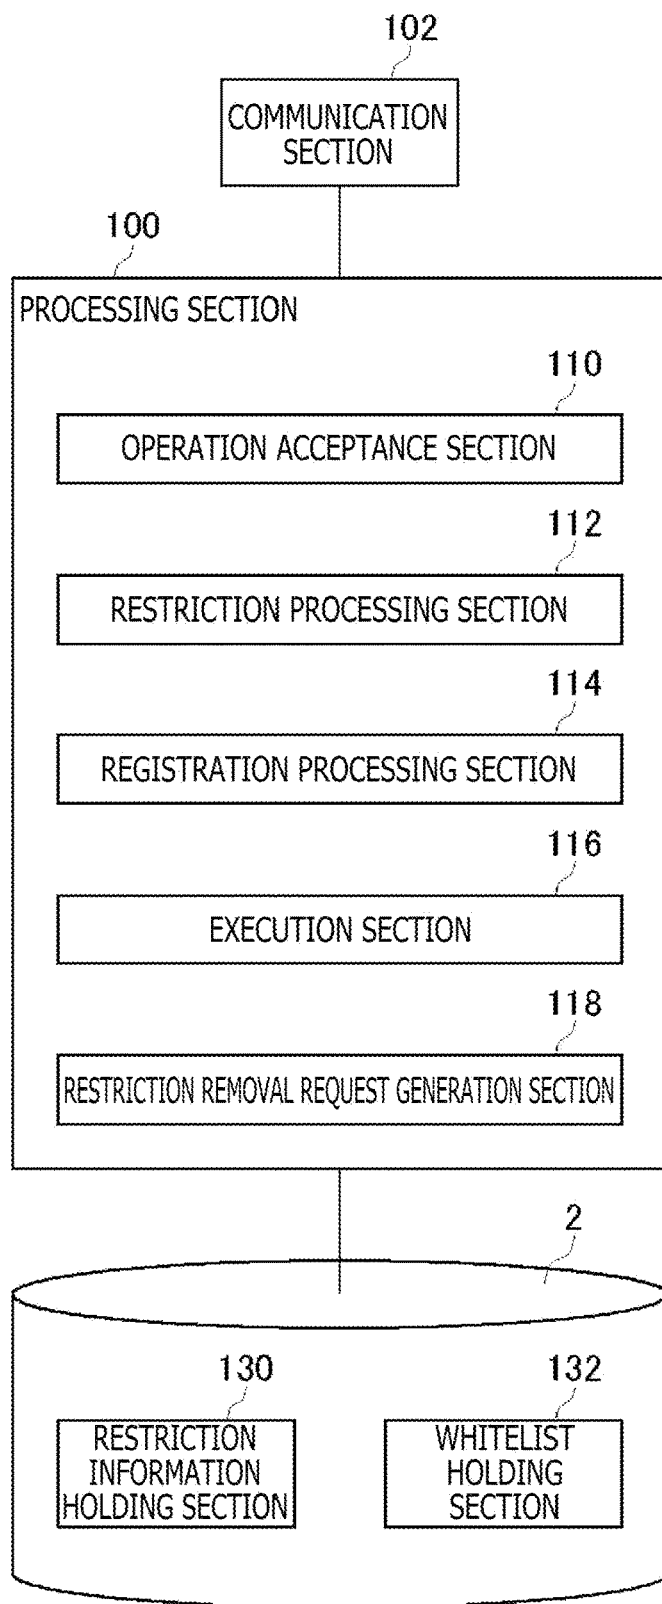 102
COMMUNICATION
SECTION
100
PROCESSING SECTION
110
OPERATION ACCEPTANCE SECTION
112
RESTRICTION PROCESSING SECTION
114
REGISTRATION PROCESSING SECTION
116
EXECUTION SECTION
118
RESTRICTION REMOVAL REQUEST GENERATION SECTION
2
130
RESTRICTION
INFORMATION
HOLDING SECTION
132
WHITELIST
HOLDING
SECTION